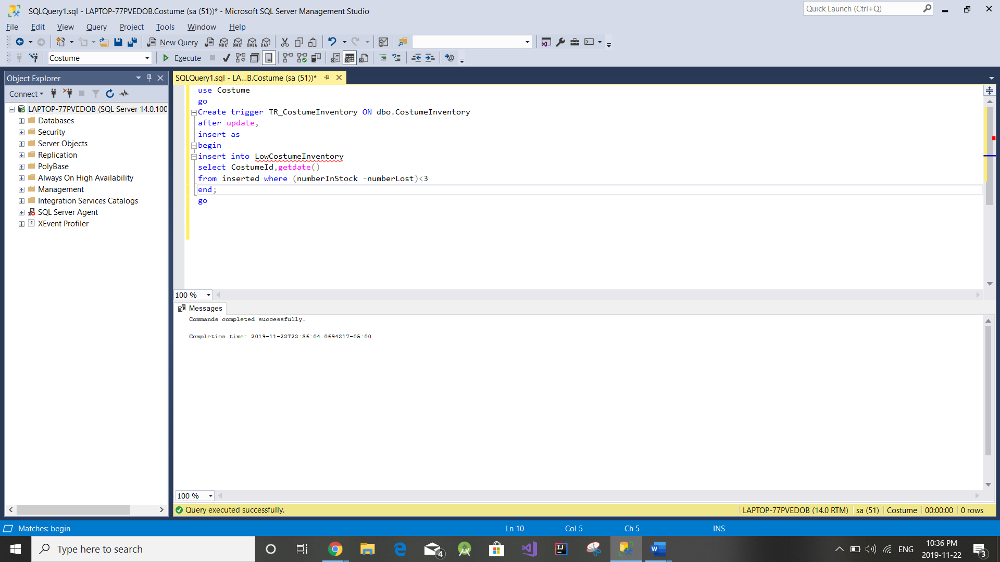 SQLQuery1.sql - LAPTOP-77PVEDOB.Costume (sa (51))* - Microsoft SQL Server Management Studio
Quick Launch (Ctrl+Q)
File Edit View Query Project Tools Window Help
New Query MDX DMX XMLA DAX
Costume Execute
Object Explorer
Connect
LAPTOP-77PVEDOB (SQL Server 14.0.100
Databases
Security
Server Objects
Replication
PolyBase
Always On High Availability
Management
Integration Services Catalogs
SQL Server Agent
XEvent Profiler
SQLQuery1.sql - LA...B.Costume (sa (51))*
use Costume
go
Create trigger TR_CostumeInventory ON dbo.CostumeInventory
after update,
insert as
begin
insert into LowCostumeInventory
select CostumeId,getdate()
from inserted where (numberInStock -numberLost)<3
end;
go
100 %
Messages
Commands completed successfully.
Completion time: 2019-11-22T22:36:04.0694217-05:00
100 %
Query executed successfully.
LAPTOP-77PVEDOB (14.0 RTM) sa (51) Costume 00:00:00 0 rows
Matches: begin Ln 10 Col 5 Ch 5 INS
Type here to search
4
ENG
10:36 PM
2019-11-22
3